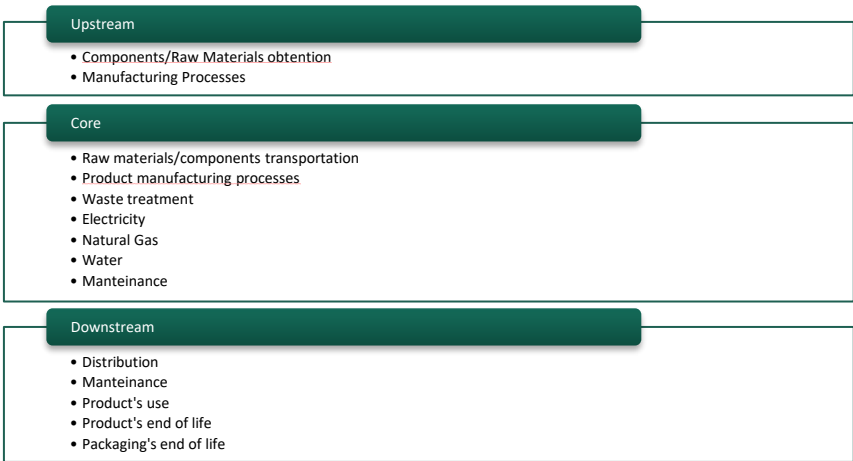 Upstream
• Components/Raw Materials obtention
• Manufacturing Processes
Core
• Raw materials/components transportation
• Product manufacturing processes
• Waste treatment
• Electricity
• Natural Gas
• Water
• Manteinance
Downstream
• Distribution
• Manteinance
• Product's use
• Product's end of life
• Packaging's end of life